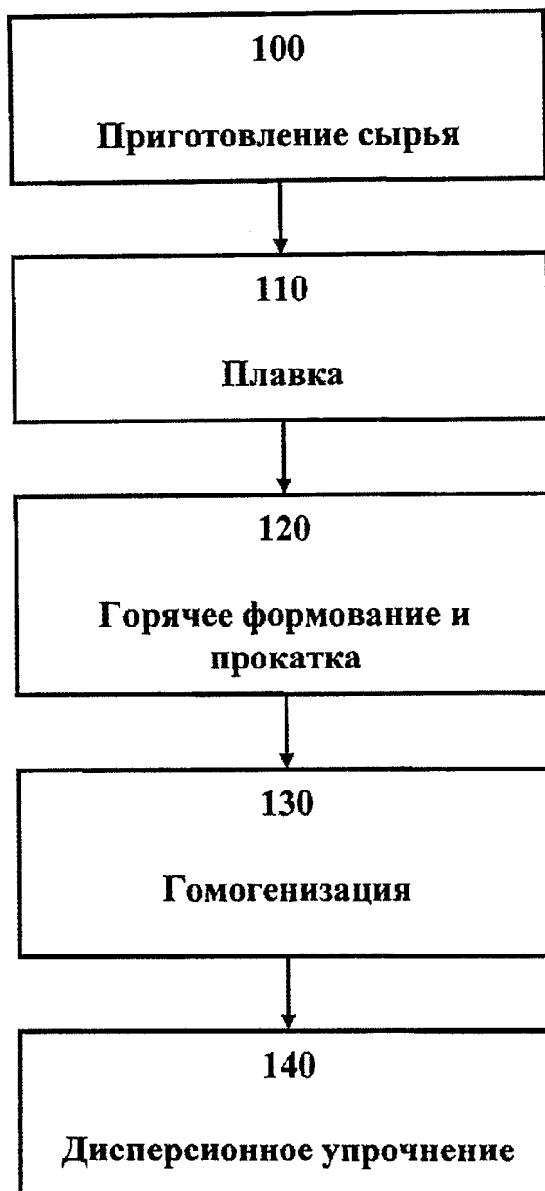 100
Приготовление сырья
110
Плавка
120
Горячее формование и
прокатка
130
Гомогенизация
140
Дисперсионное упрочнение